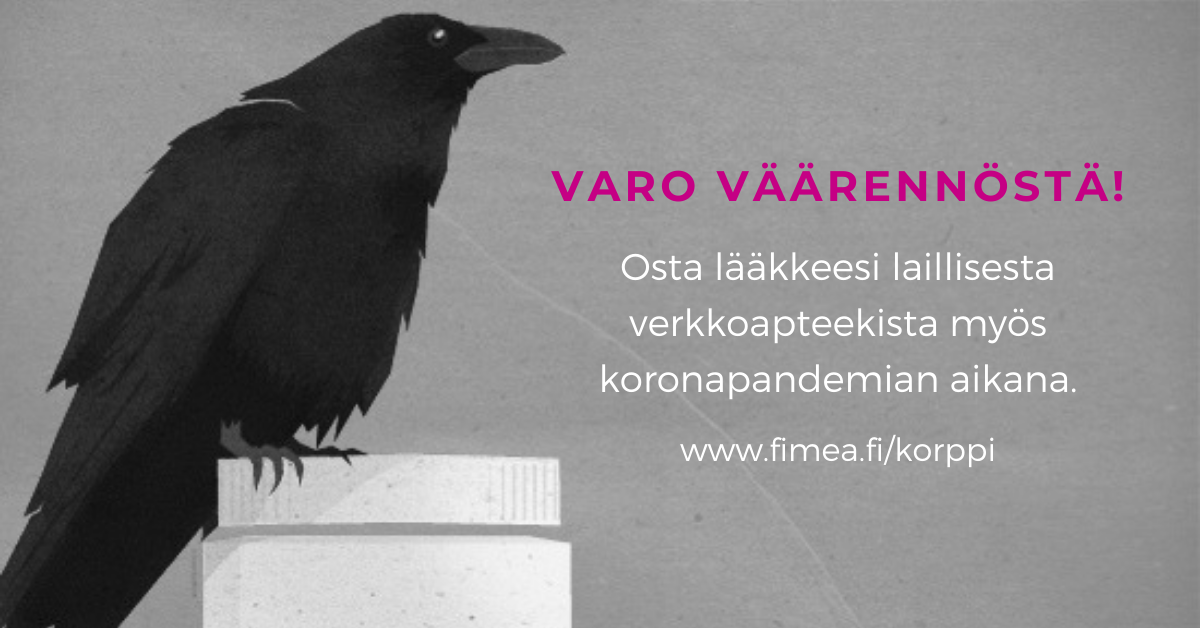 VARO VÄÄRENNÖSTÄ!
Osta lääkkeesi laillisesta
verkkoapteekista myös
koronapandemian aikana.
www.fimea.fi/korppi